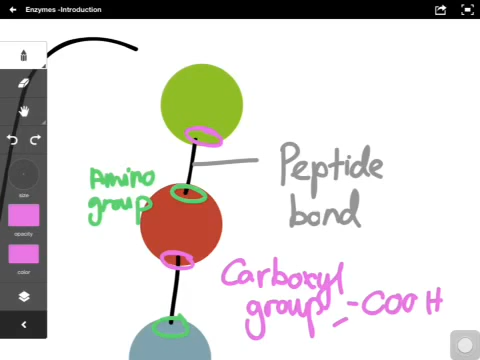 Enzymes -Introduction
size
opacity
color
Amino
group
Peptide
bond
Carboxyl
group -COOH